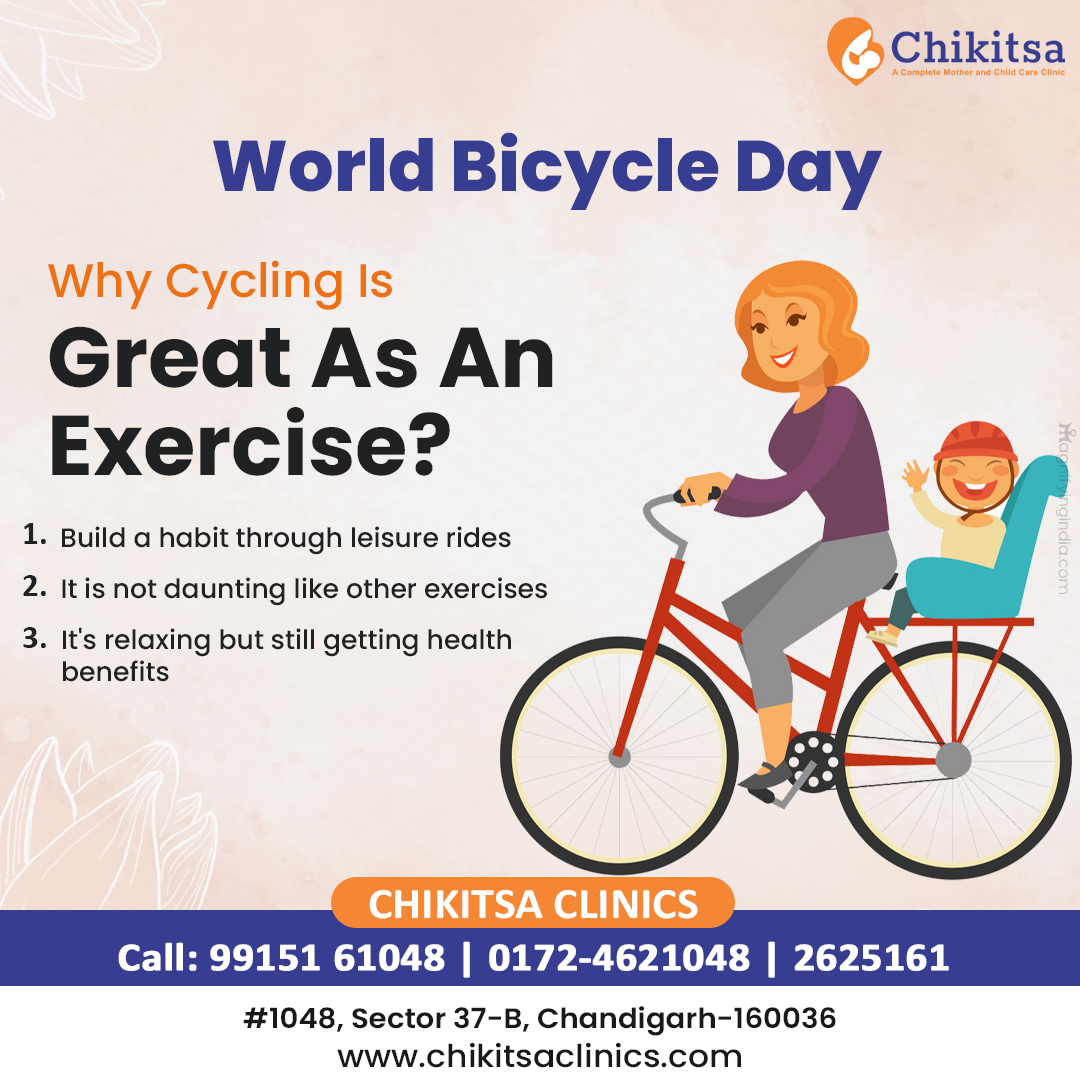 Chikitsa
A Complete Mother and Child Care Clinic
World Bicycle Day
Why Cycling Is
Great As An
Exercise?
1. Build a habit through leisure rides
2. It is not daunting like other exercises
3. It's relaxing but still getting health
benefits
magnifyingindia.com
CHIKITSA CLINICS
Call: 99151 61048 | 0172-4621048 | 2625161
#1048, Sector 37-B, Chandigarh-160036
www.chikitsaclinics.com